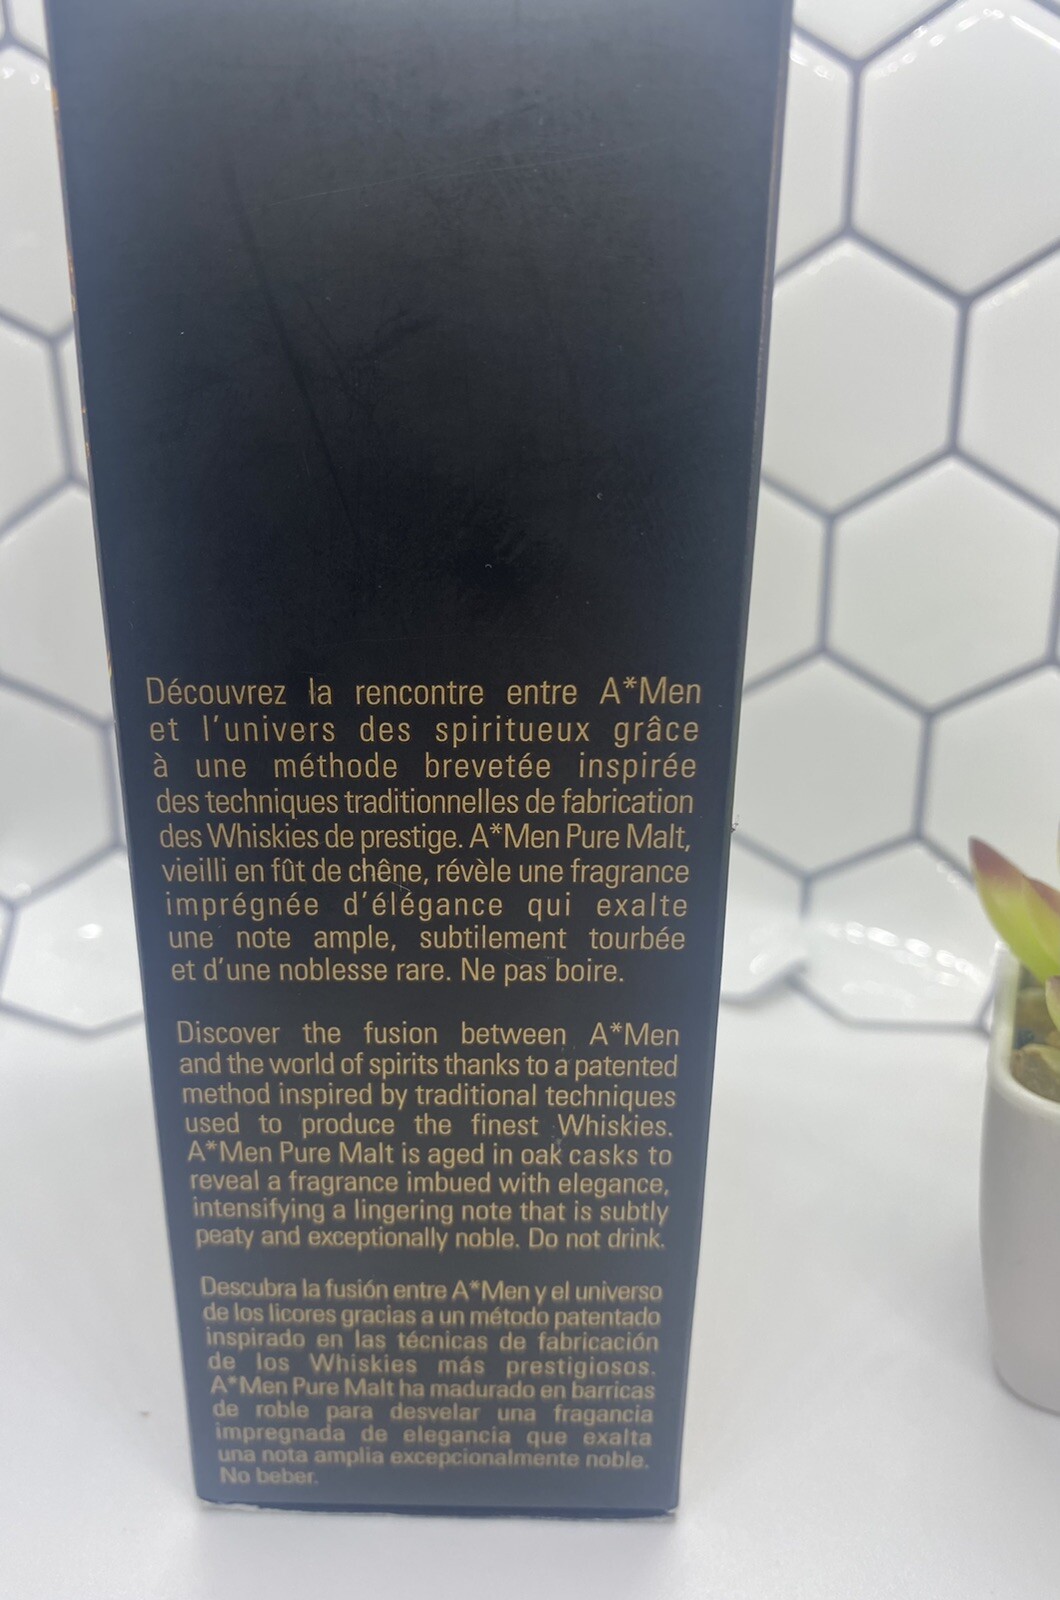 Découvrez la rencontre entre A*Men
et l'univers des spiritueux grâce
à une méthode brevetée inspirée
des techniques traditionnelles de fabrication
des Whiskies de prestige. A*Men Pure Malt,
vieilli en fût de chêne, révèle une fragrance
imprégnée d'élégance qui exalte
une note ample, subtilement tourbée
et d'une noblesse rare. Ne pas boire.
Discover the fusion between A*Men
and the world of spirits thanks to a patented
method inspired by traditional techniques
used to produce the finest Whiskies.
A*Men Pure Malt is aged in oak casks to
reveal a fragrance imbued with elegance,
intensifying a lingering note that is subtly
peaty and exceptionally noble. Do not drink.
Descubra la fusión entre A*Men y el universo
de los licores gracias a un método patentado
inspirado en las técnicas de fabricación
de los Whiskies más prestigiosos.
A*Men Pure Malt ha madurado en barricas
de roble para desvelar una fragancia
impregnada de elegancia que exalta
una nota amplia excepcionalmente noble.
No beber.